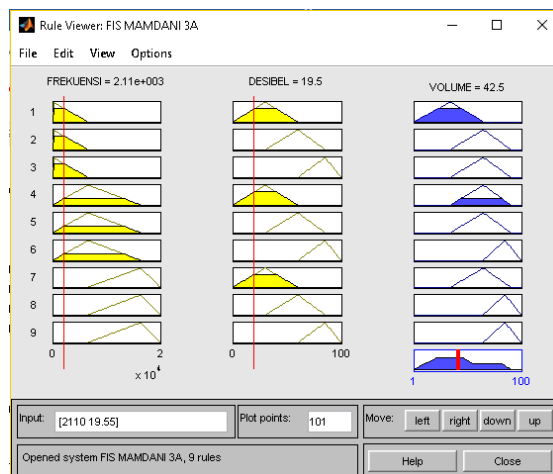 Rule Viewer: FIS MAMDANI 3A
File Edit View Options
FREKUENSI = 2.11e+003 DESIBEL = 19.5 VOLUME = 42.5
1
2
3
4
5
6
7
8
9
0 2 0 100
x 10⁴
1 100
Input: [2110 19.55] Plot points: 101 Move: left right down up
Opened system FIS MAMDANI 3A, 9 rules Help Close